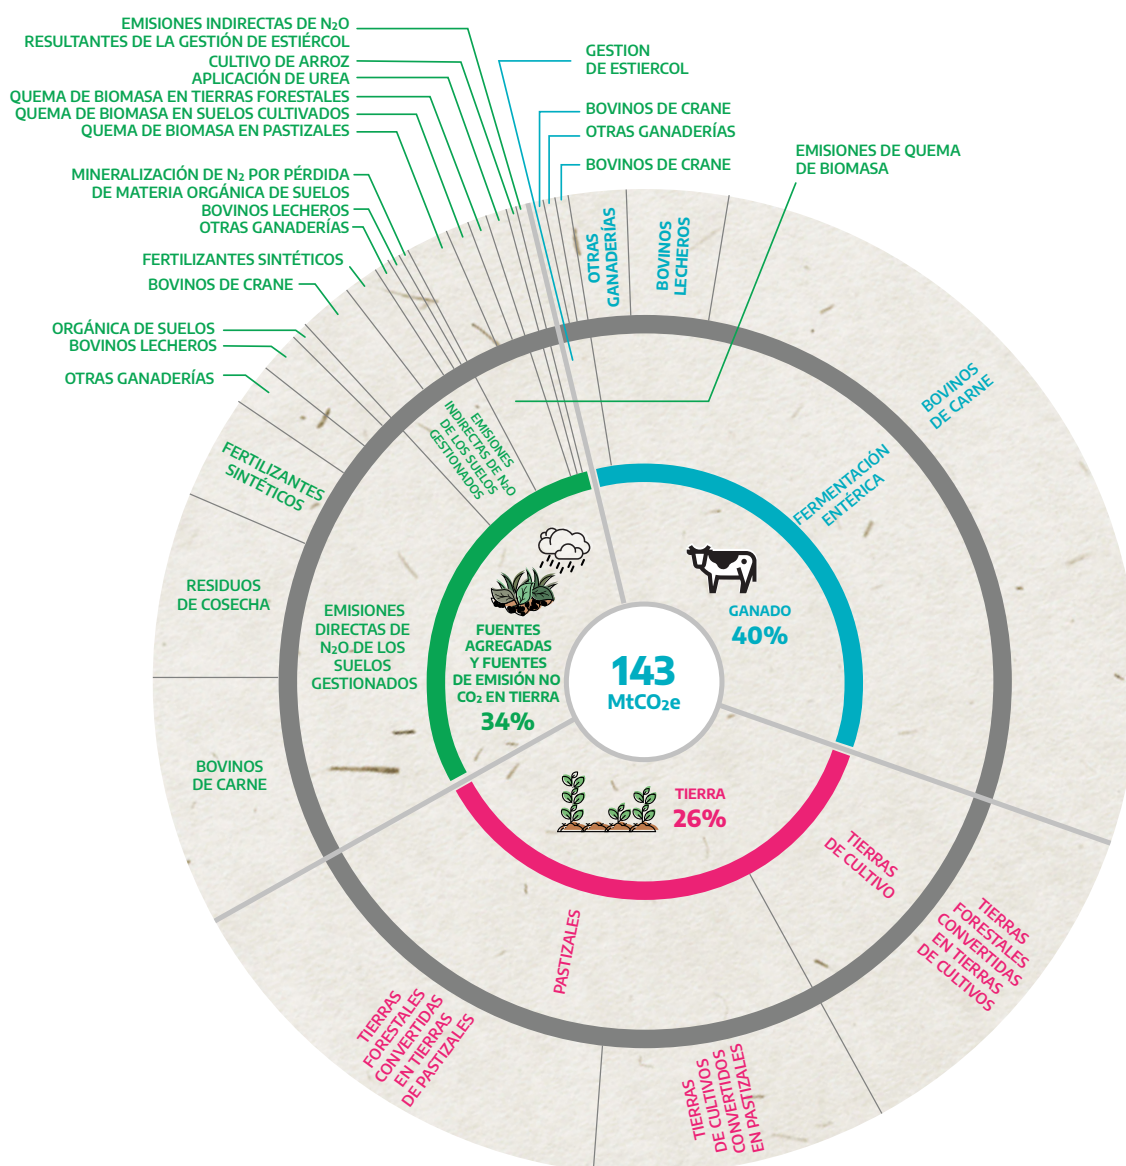 EMISIONES INDIRECTAS DE N₂O
RESULTANTES DE LA GESTIÓN DE ESTIÉRCOL
CULTIVO DE ARROZ
APLICACIÓN DE UREA
QUEMA DE BIOMASA EN TIERRAS FORESTALES
QUEMA DE BIOMASA EN SUELOS CULTIVADOS
QUEMA DE BIOMASA EN PASTIZALES
MINERALIZACIÓN DE N₂ POR PÉRDIDA
DE MATERIA ORGÁNICA DE SUELOS
BOVINOS LECHEROS
OTRAS GANADERÍAS
FERTILIZANTES SINTÉTICOS
BOVINOS DE CRANE
ORGÁNICA DE SUELOS
BOVINOS LECHEROS
OTRAS GANADERÍAS
FERTILIZANTES
SINTÉTICOS
RESIDUOS
DE COSECHA
BOVINOS
DE CARNE
GESTION
DE ESTIERCOL
BOVINOS DE CRANE
OTRAS GANADERÍAS
BOVINOS DE CRANE
EMISIONES DE QUEMA
DE BIOMASA
OTRAS
GANADERÍAS
BOVINOS
LECHEROS
BOVINOS
DE CARNE
FERMENTACIÓN
ENTÉRICA
EMISIONES
INDIRECTAS DE N₂O
DE LOS SUELOS
GESTIONADOS
EMISIONES
DIRECTAS DE
N₂O DE LOS
SUELOS
GESTIONADOS
FUENTES
AGREGADAS
Y FUENTES
DE EMISIÓN NO
CO₂ EN TIERRA
34%
GANADO
40%
143
MtCO₂e
TIERRA
26%
TIERRAS
DE CULTIVO
PASTIZALES
TIERRAS
FORESTALES
CONVERTIDAS
EN TIERRAS
DE CULTIVOS
TIERRAS
DE CULTIVOS
CONVERTIDOS
EN PASTIZALES
TIERRAS
FORESTALES
CONVERTIDAS
EN TIERRAS
DE PASTIZALES